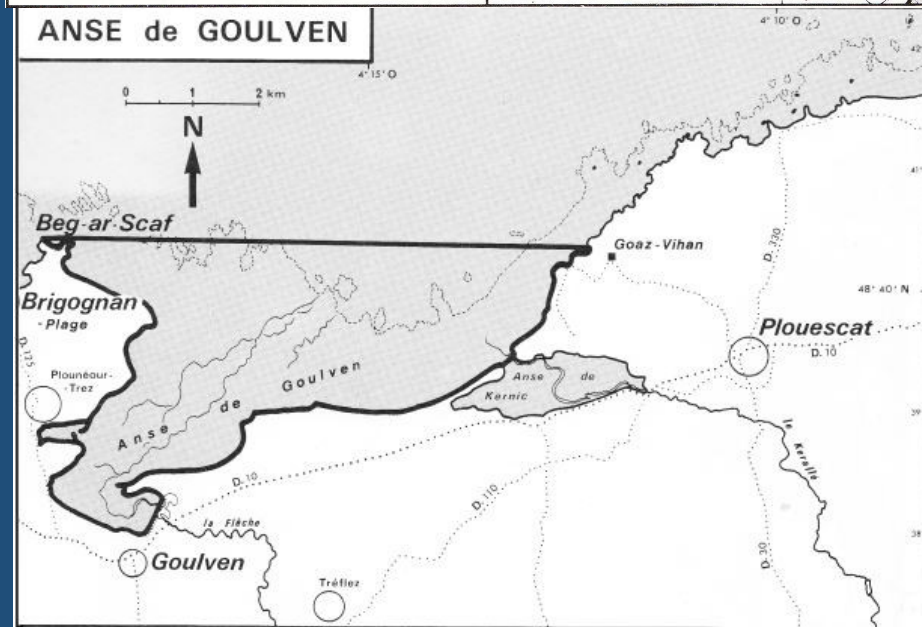 ANSE de GOULVEN
4° 10' O
4° 15' O
0 1 2 km
N
Beg-ar-Scaf
Goaz-Vihan
D. 330
48° 40' N
Brigognan
-Plage
Plouescat
D. 10
D. 125
Plounéour-
-Trez
Anse de Goulven
Anse de
Kernic
39
le Kerallé
D. 10
D. 110
la Flèche
38
Goulven
D. 30
Tréflez